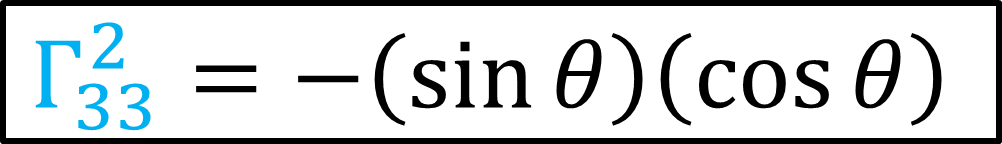 Γ²₃₃ = −(sin θ)(cos θ)